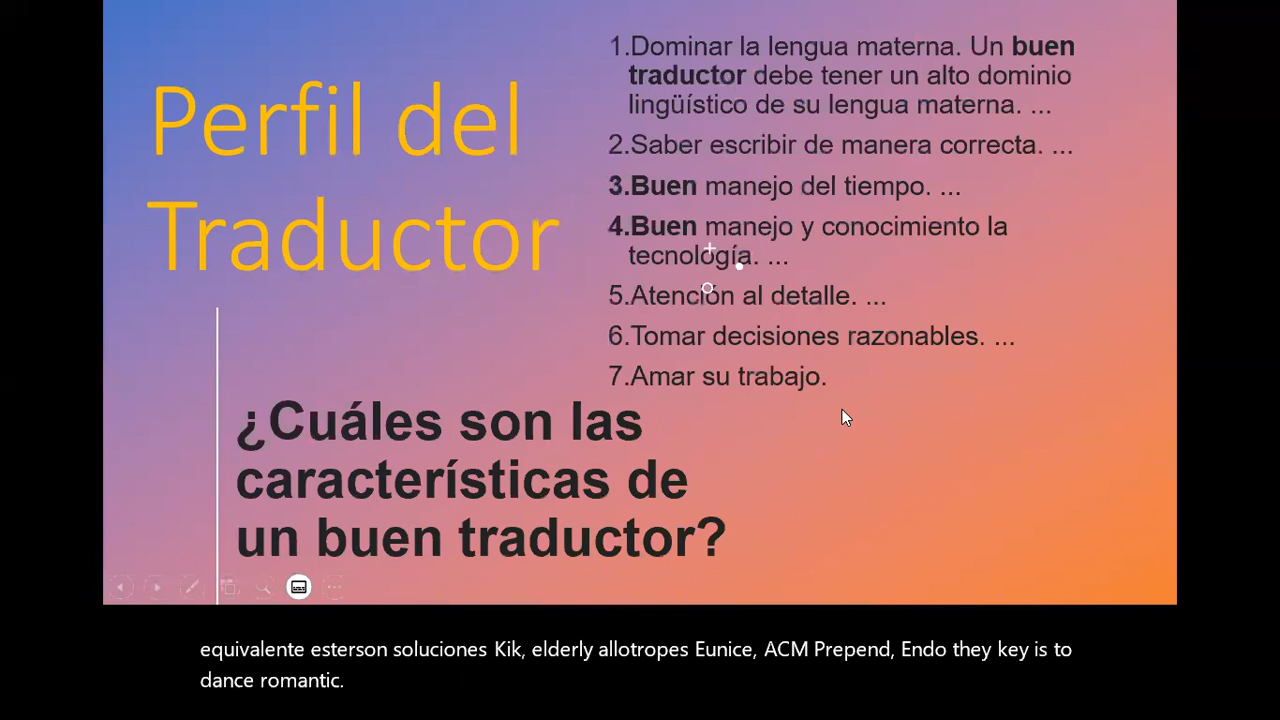 Perfil del
Traductor
¿Cuáles son las
características de
un buen traductor?
1.Dominar la lengua materna. Un buen
traductor debe tener un alto dominio
lingüístico de su lengua materna. ...
2.Saber escribir de manera correcta. ...
3.Buen manejo del tiempo. ...
4.Buen manejo y conocimiento la
tecnología. ...
5.Atención al detalle. ...
6.Tomar decisiones razonables. ...
7.Amar su trabajo.
equivalente esterson soluciones Kik, elderly allotropes Eunice, ACM Prepend, Endo they key is to
dance romantic.